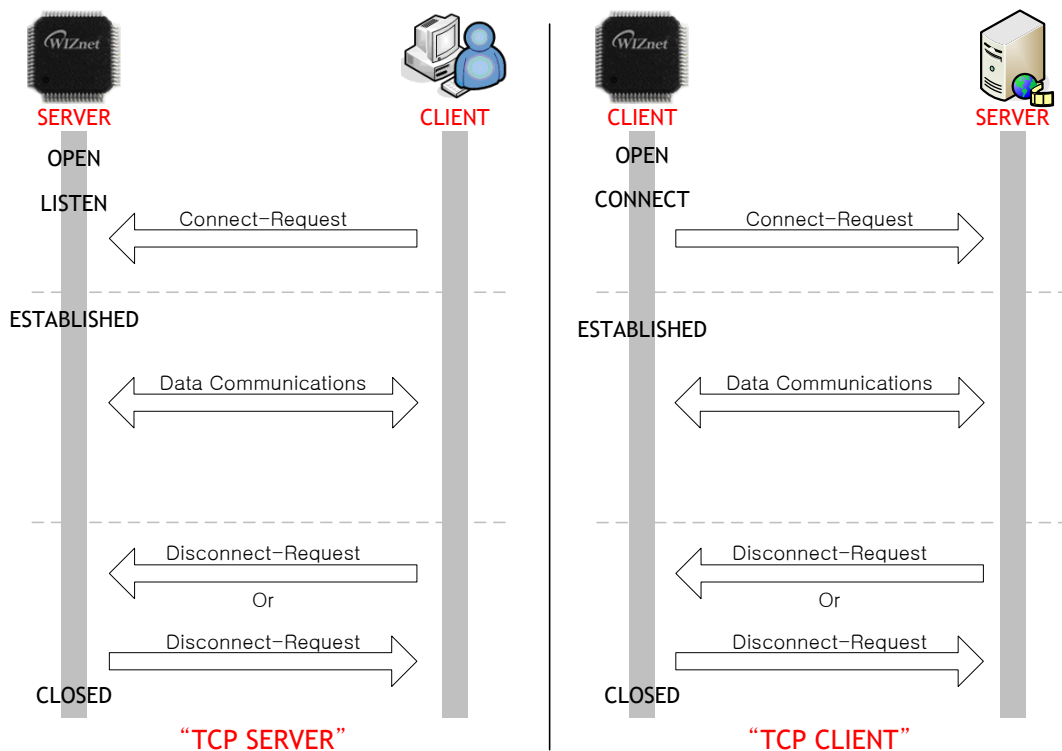 WIZnet
SERVER
CLIENT
OPEN
LISTEN
Connect-Request
ESTABLISHED
Data Communications
Disconnect-Request
Or
Disconnect-Request
CLOSED
“TCP SERVER”
WIZnet
CLIENT
SERVER
OPEN
CONNECT
Connect-Request
ESTABLISHED
Data Communications
Disconnect-Request
Or
Disconnect-Request
CLOSED
“TCP CLIENT”